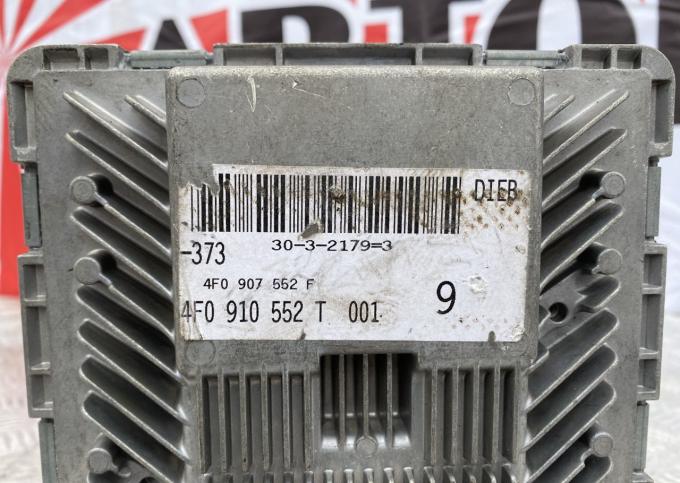 DIEB
-373
30-3-2179=3
4F0 907 552 F
4F0 910 552 T 001
9